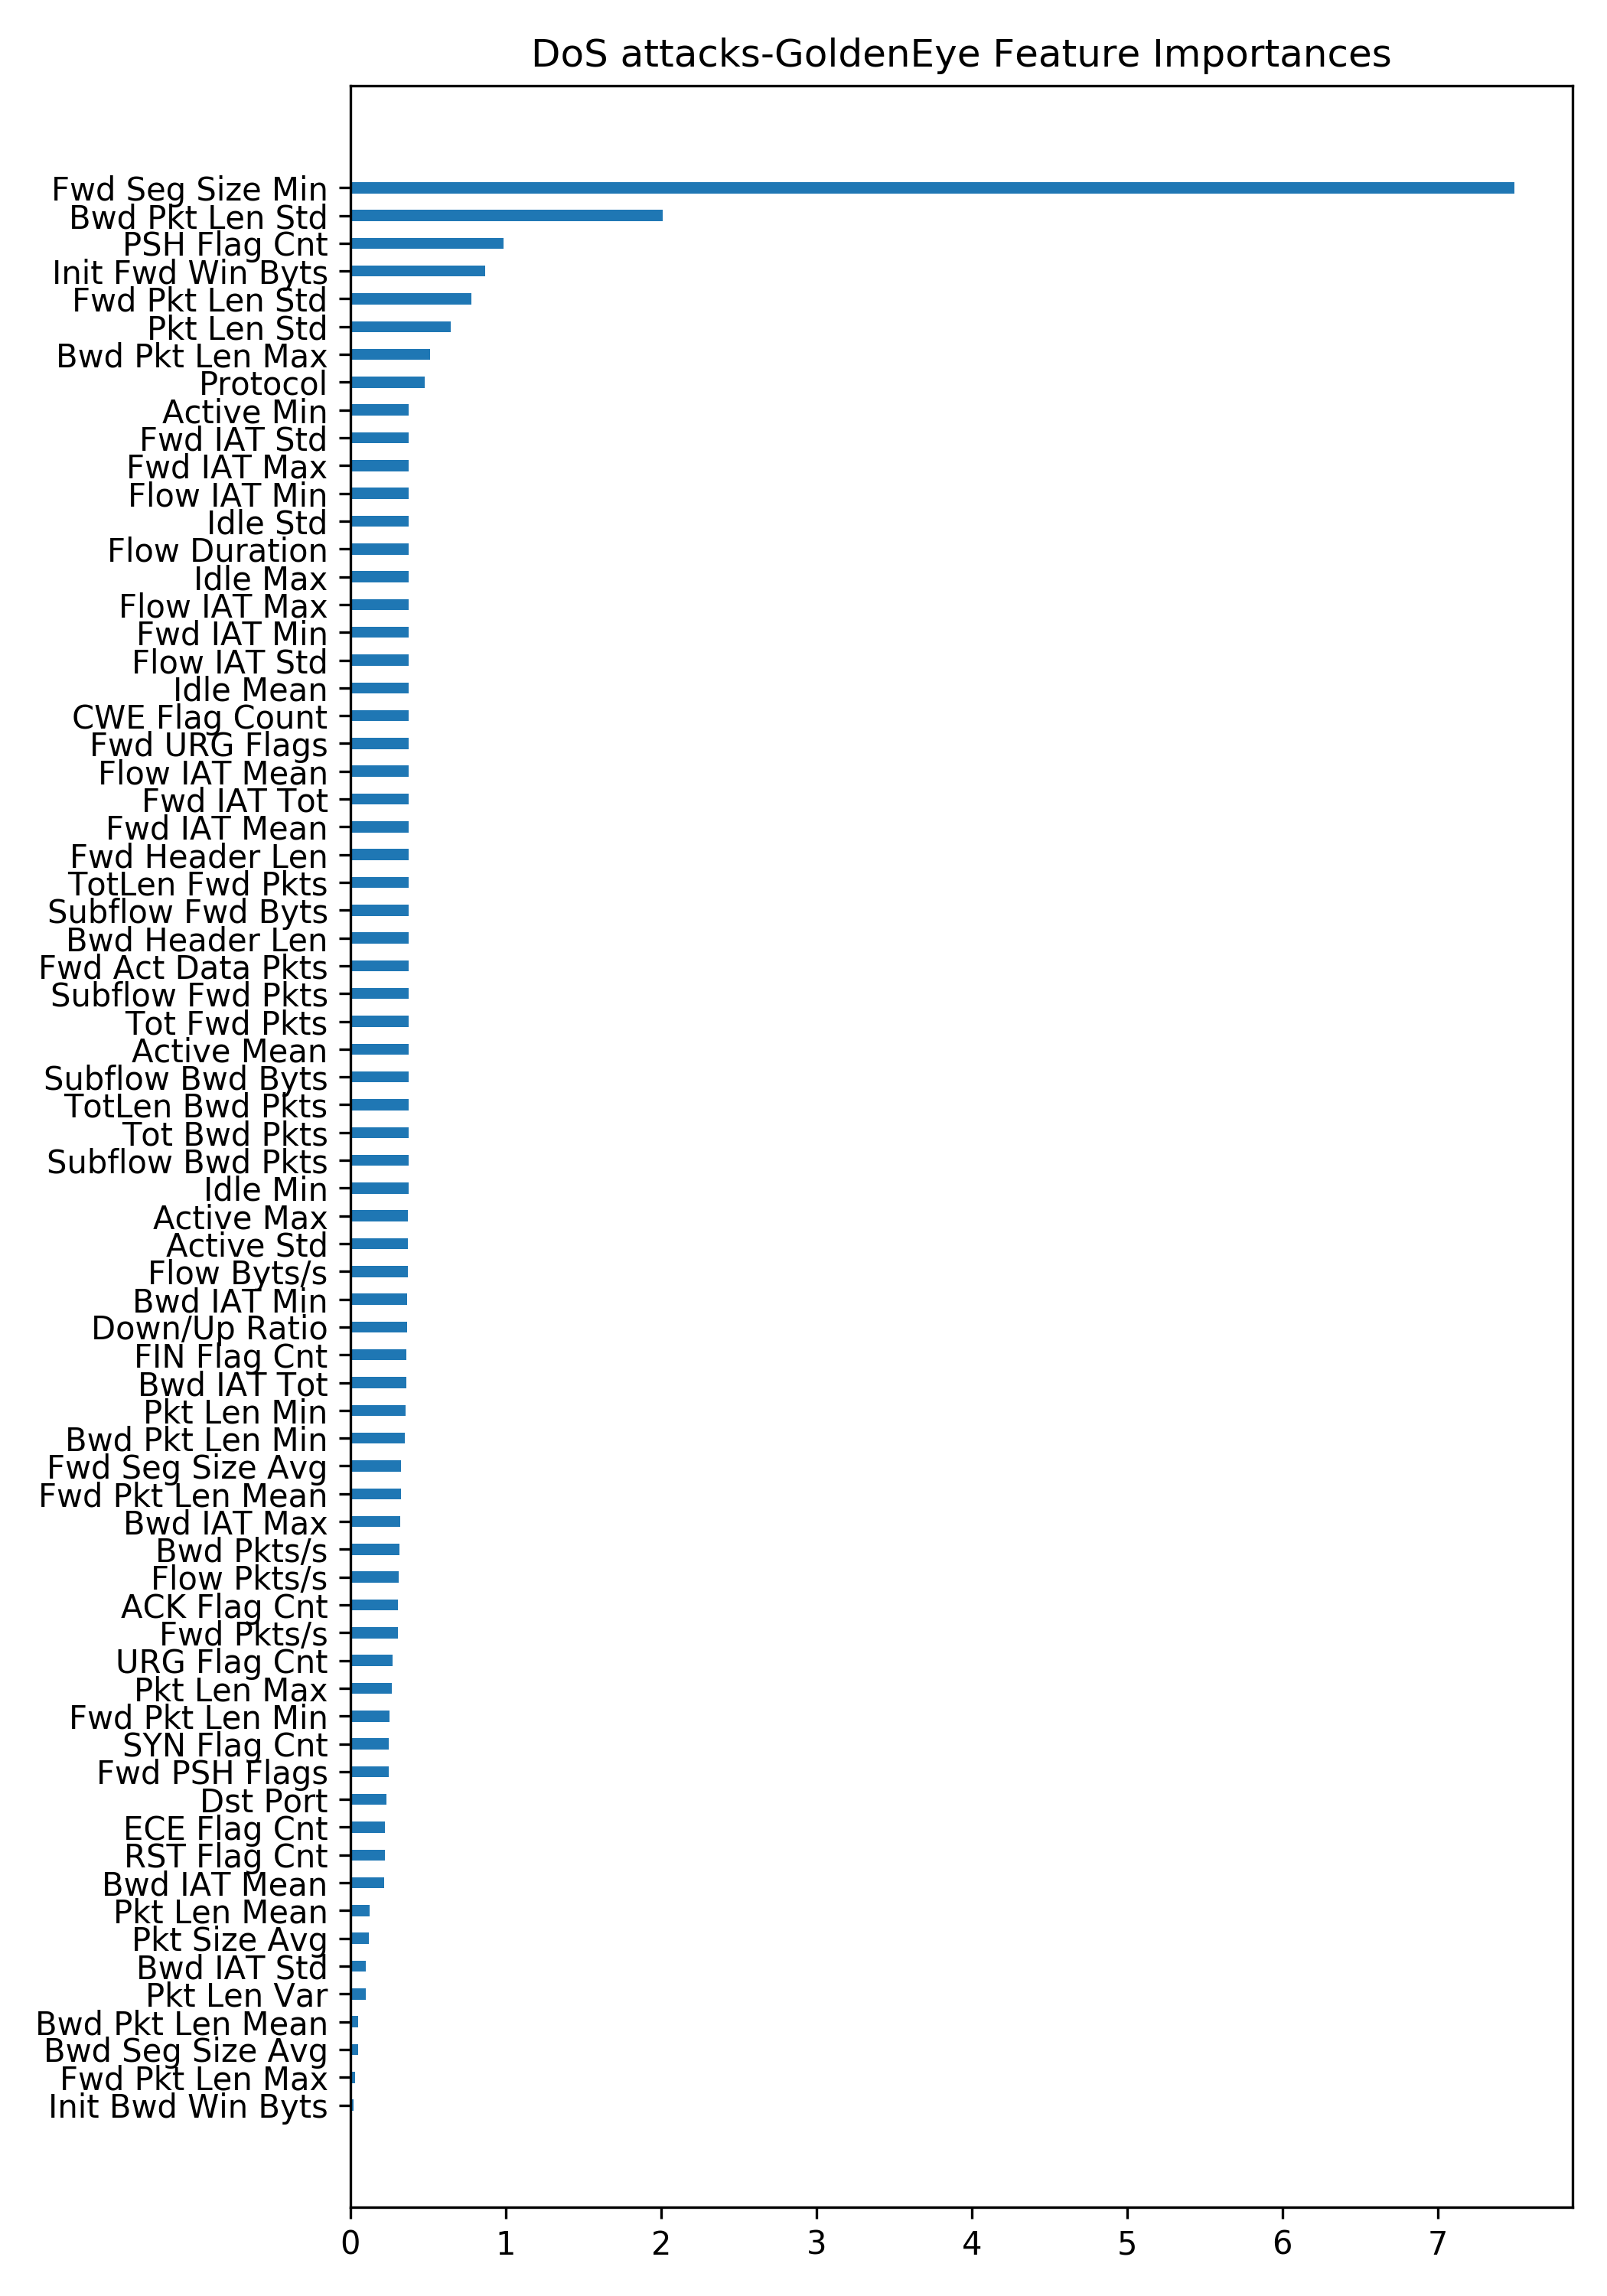 DoS attacks-GoldenEye Feature Importances
Fwd Seg Size Min
Bwd Pkt Len Std
PSH Flag Cnt
Init Fwd Win Byts
Fwd Pkt Len Std
Pkt Len Std
Bwd Pkt Len Max
Protocol
Active Min
Fwd IAT Std
Fwd IAT Max
Flow IAT Min
Idle Std
Flow Duration
Idle Max
Flow IAT Max
Fwd IAT Min
Flow IAT Std
Idle Mean
CWE Flag Count
Fwd URG Flags
Flow IAT Mean
Fwd IAT Tot
Fwd IAT Mean
Fwd Header Len
TotLen Fwd Pkts
Subflow Fwd Byts
Bwd Header Len
Fwd Act Data Pkts
Subflow Fwd Pkts
Tot Fwd Pkts
Active Mean
Subflow Bwd Byts
TotLen Bwd Pkts
Tot Bwd Pkts
Subflow Bwd Pkts
Idle Min
Active Max
Active Std
Flow Byts/s
Bwd IAT Min
Down/Up Ratio
FIN Flag Cnt
Bwd IAT Tot
Pkt Len Min
Bwd Pkt Len Min
Fwd Seg Size Avg
Fwd Pkt Len Mean
Bwd IAT Max
Bwd Pkts/s
Flow Pkts/s
ACK Flag Cnt
Fwd Pkts/s
URG Flag Cnt
Pkt Len Max
Fwd Pkt Len Min
SYN Flag Cnt
Fwd PSH Flags
Dst Port
ECE Flag Cnt
RST Flag Cnt
Bwd IAT Mean
Pkt Len Mean
Pkt Size Avg
Bwd IAT Std
Pkt Len Var
Bwd Pkt Len Mean
Bwd Seg Size Avg
Fwd Pkt Len Max
Init Bwd Win Byts
0 1 2 3 4 5 6 7